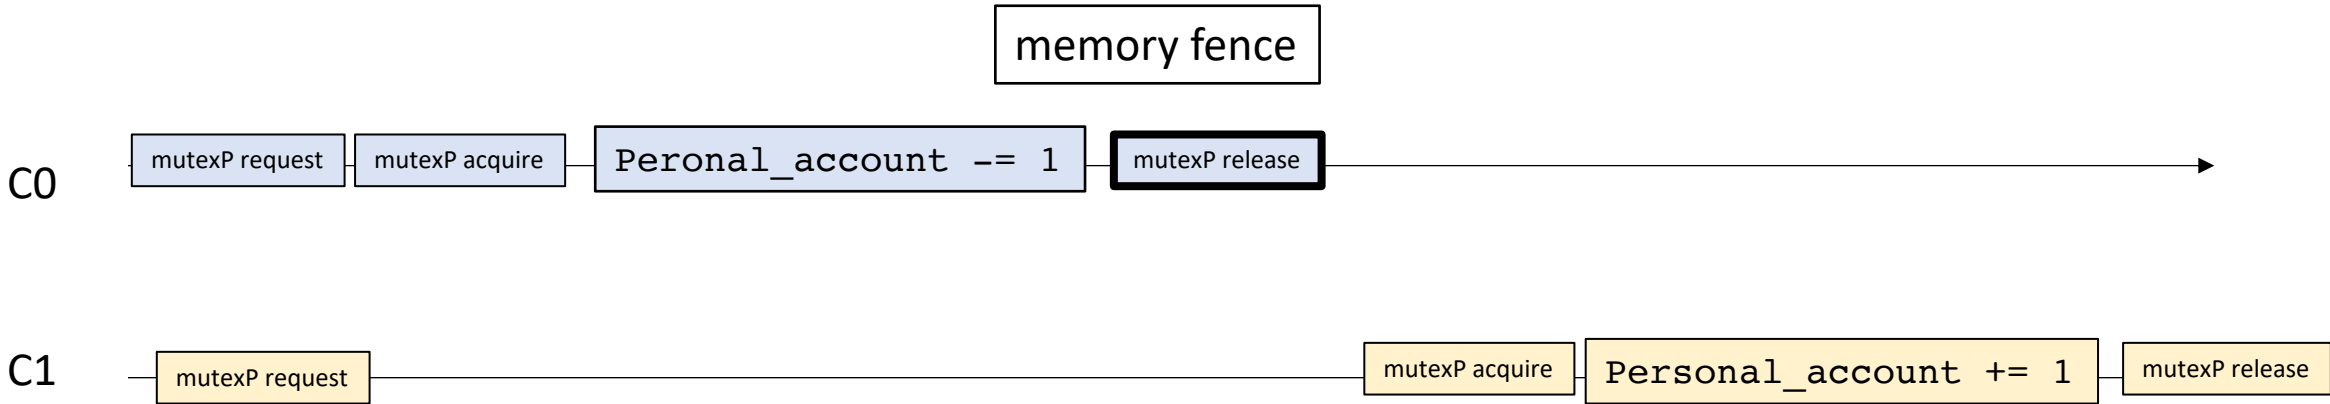 memory fence
C0
mutexP request
mutexP acquire
Peronal_account -= 1
mutexP release
C1
mutexP request
mutexP acquire
Personal_account += 1
mutexP release